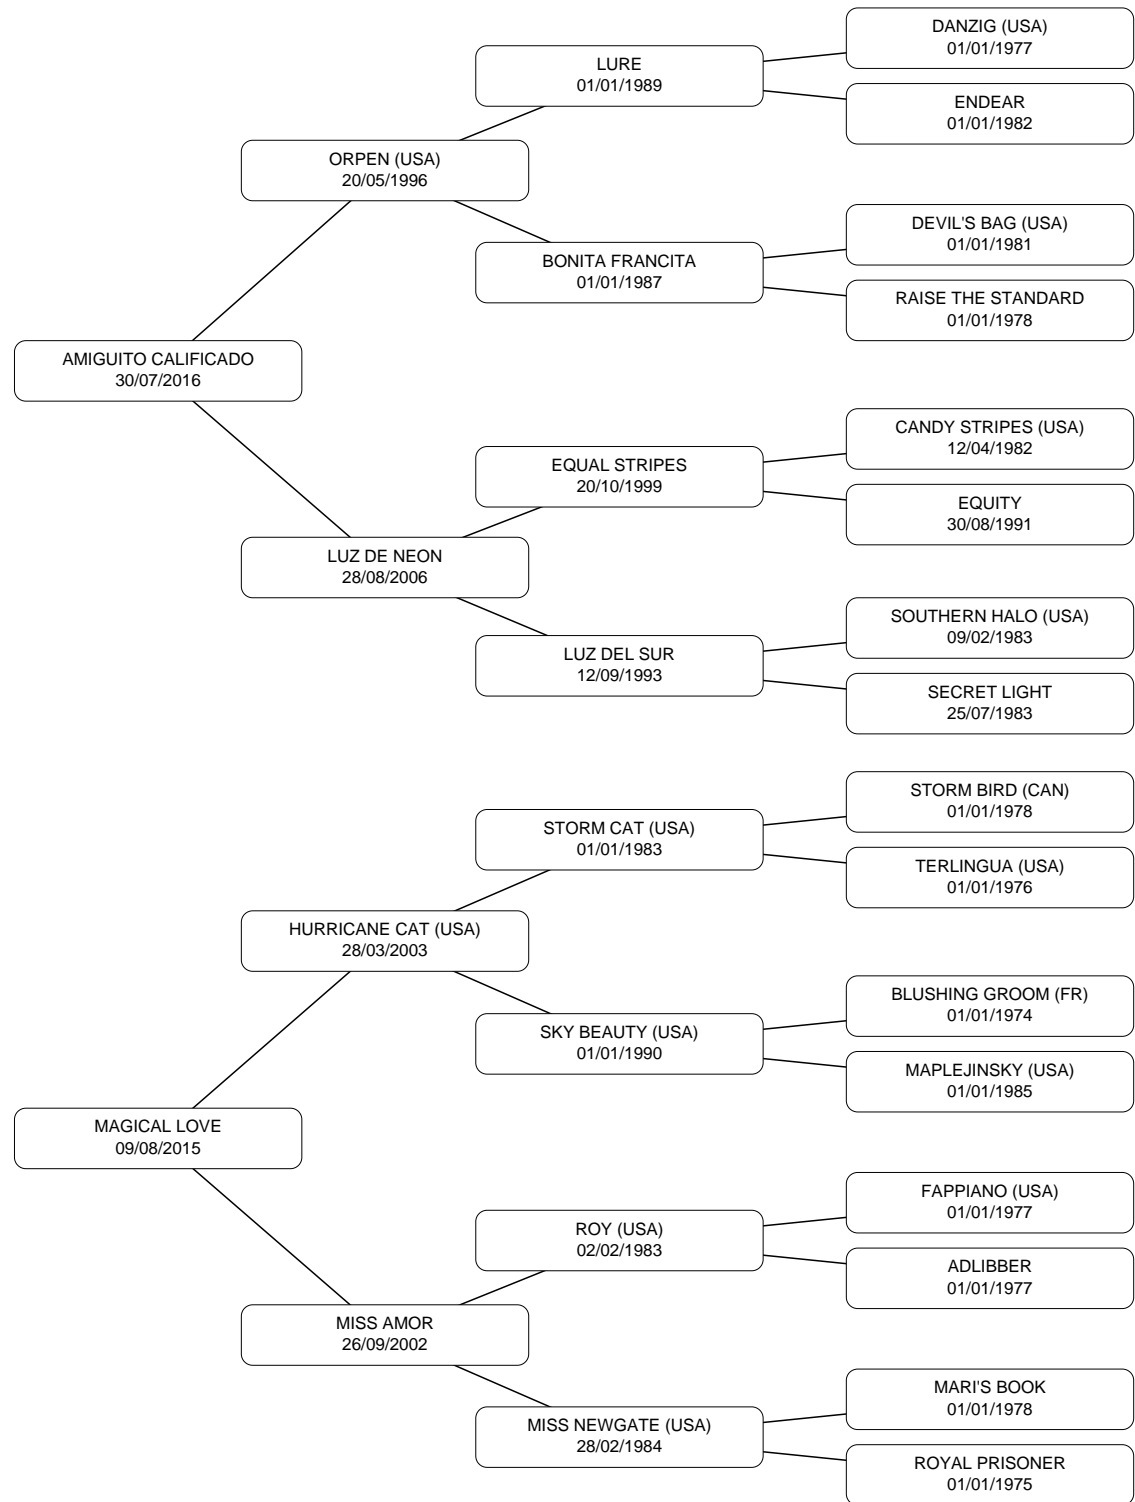 DANZIG (USA)
01/01/1977
LURE
01/01/1989
ENDEAR
01/01/1982
ORPEN (USA)
20/05/1996
DEVIL'S BAG (USA)
01/01/1981
BONITA FRANCITA
01/01/1987
RAISE THE STANDARD
01/01/1978
AMIGUITO CALIFICADO
30/07/2016
CANDY STRIPES (USA)
12/04/1982
EQUAL STRIPES
20/10/1999
EQUITY
30/08/1991
LUZ DE NEON
28/08/2006
SOUTHERN HALO (USA)
09/02/1983
LUZ DEL SUR
12/09/1993
SECRET LIGHT
25/07/1983
STORM BIRD (CAN)
01/01/1978
STORM CAT (USA)
01/01/1983
TERLINGUA (USA)
01/01/1976
HURRICANE CAT (USA)
28/03/2003
BLUSHING GROOM (FR)
01/01/1974
SKY BEAUTY (USA)
01/01/1990
MAPLEJINSKY (USA)
01/01/1985
MAGICAL LOVE
09/08/2015
FAPPIANO (USA)
01/01/1977
ROY (USA)
02/02/1983
ADLIBBER
01/01/1977
MISS AMOR
26/09/2002
MARI'S BOOK
01/01/1978
MISS NEWGATE (USA)
28/02/1984
ROYAL PRISONER
01/01/1975